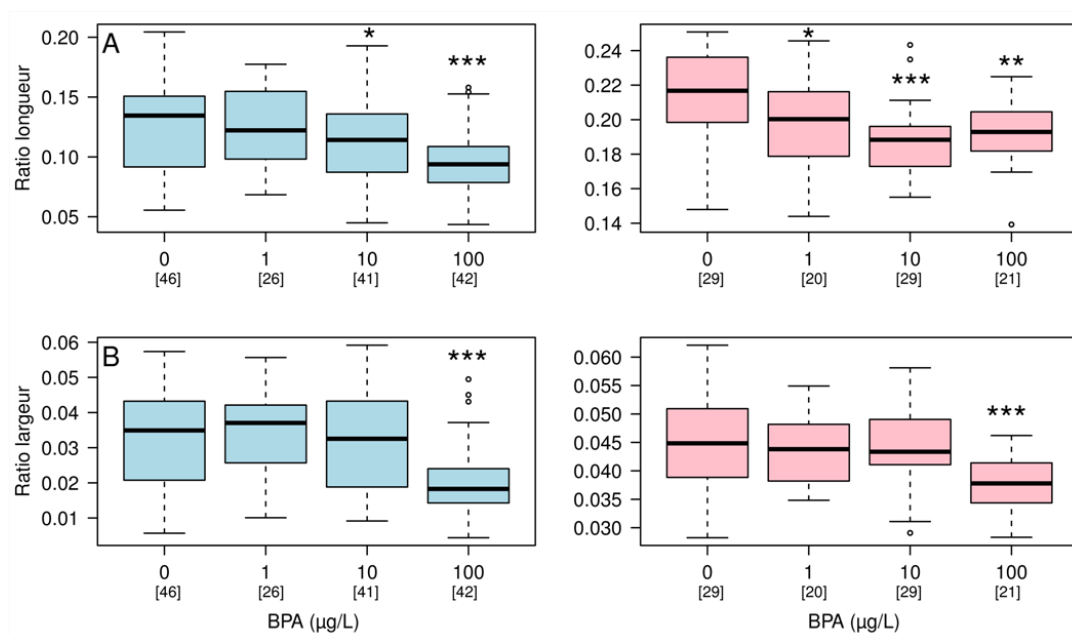 A
Ratio longueur
0.20
0.15
0.10
0.05
*
***
0 1 10 100
[46] [26] [41] [42]
0.24
0.22
0.20
0.18
0.16
0.14
*
***
**
0 1 10 100
[29] [20] [29] [21]
B
Ratio largeur
0.06
0.05
0.04
0.03
0.02
0.01
***
0 1 10 100
[46] [26] [41] [42]
BPA (µg/L)
0.060
0.055
0.050
0.045
0.040
0.035
0.030
***
0 1 10 100
[29] [20] [29] [21]
BPA (µg/L)